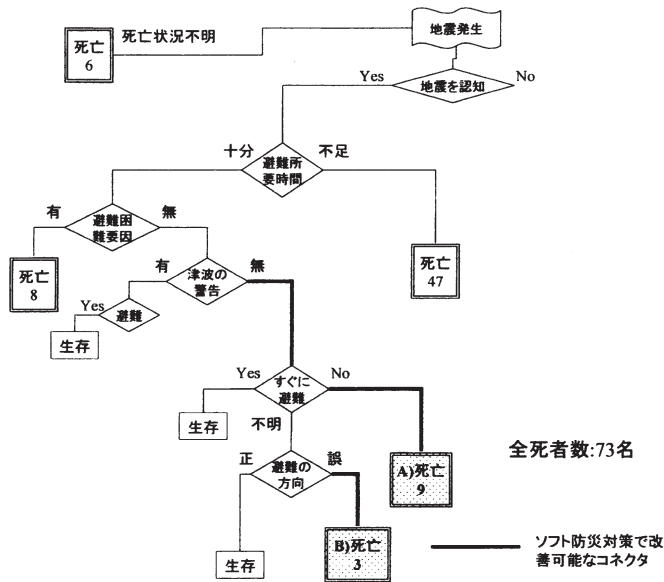 地震発生
死亡状況不明
死亡
6
地震を認知
Yes
No
避難所
要時間
十分
不足
避難困
難要因
有
無
死亡
8
死亡
47
津波の
警告
有
無
避難
Yes
生存
すぐに
避難
Yes
No
生存
不明
避難の
方向
正
誤
A)死亡
9
全死者数:73名
生存
B)死亡
3
ソフト防災対策で改
善可能なコネクタ